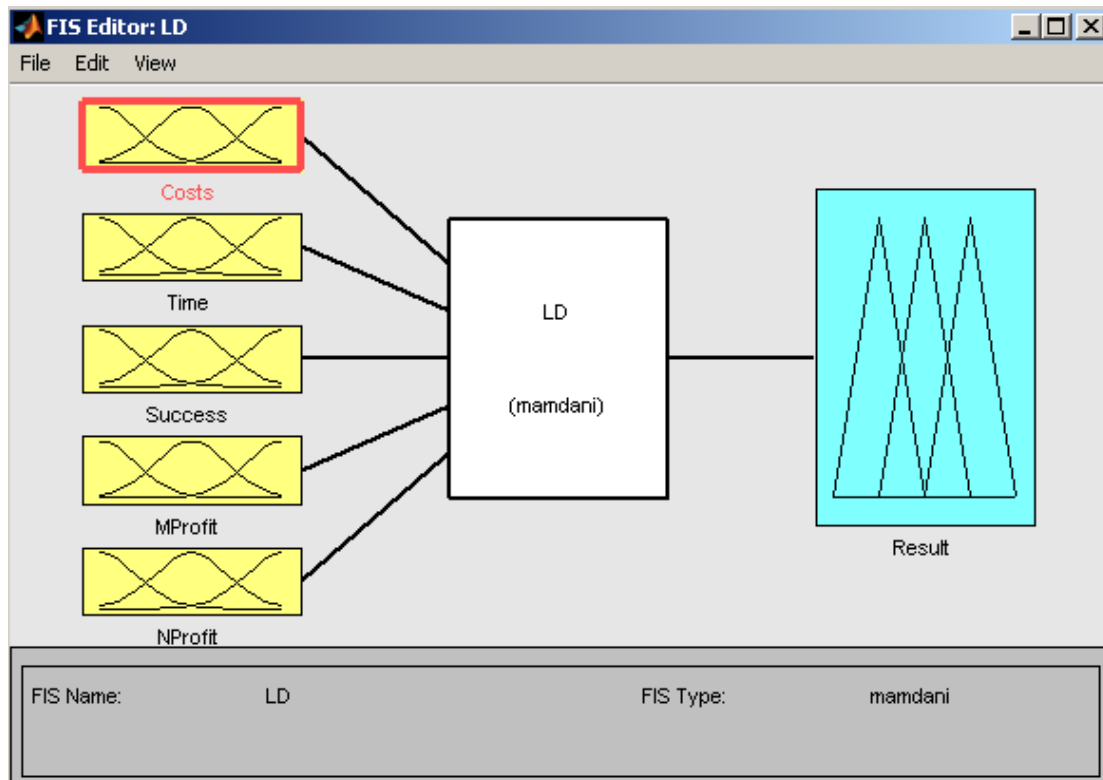 FIS Editor: LD
File Edit View
Costs
Time
Success
MProfit
NProfit
LD
(mamdani)
Result
FIS Name: LD FIS Type: mamdani